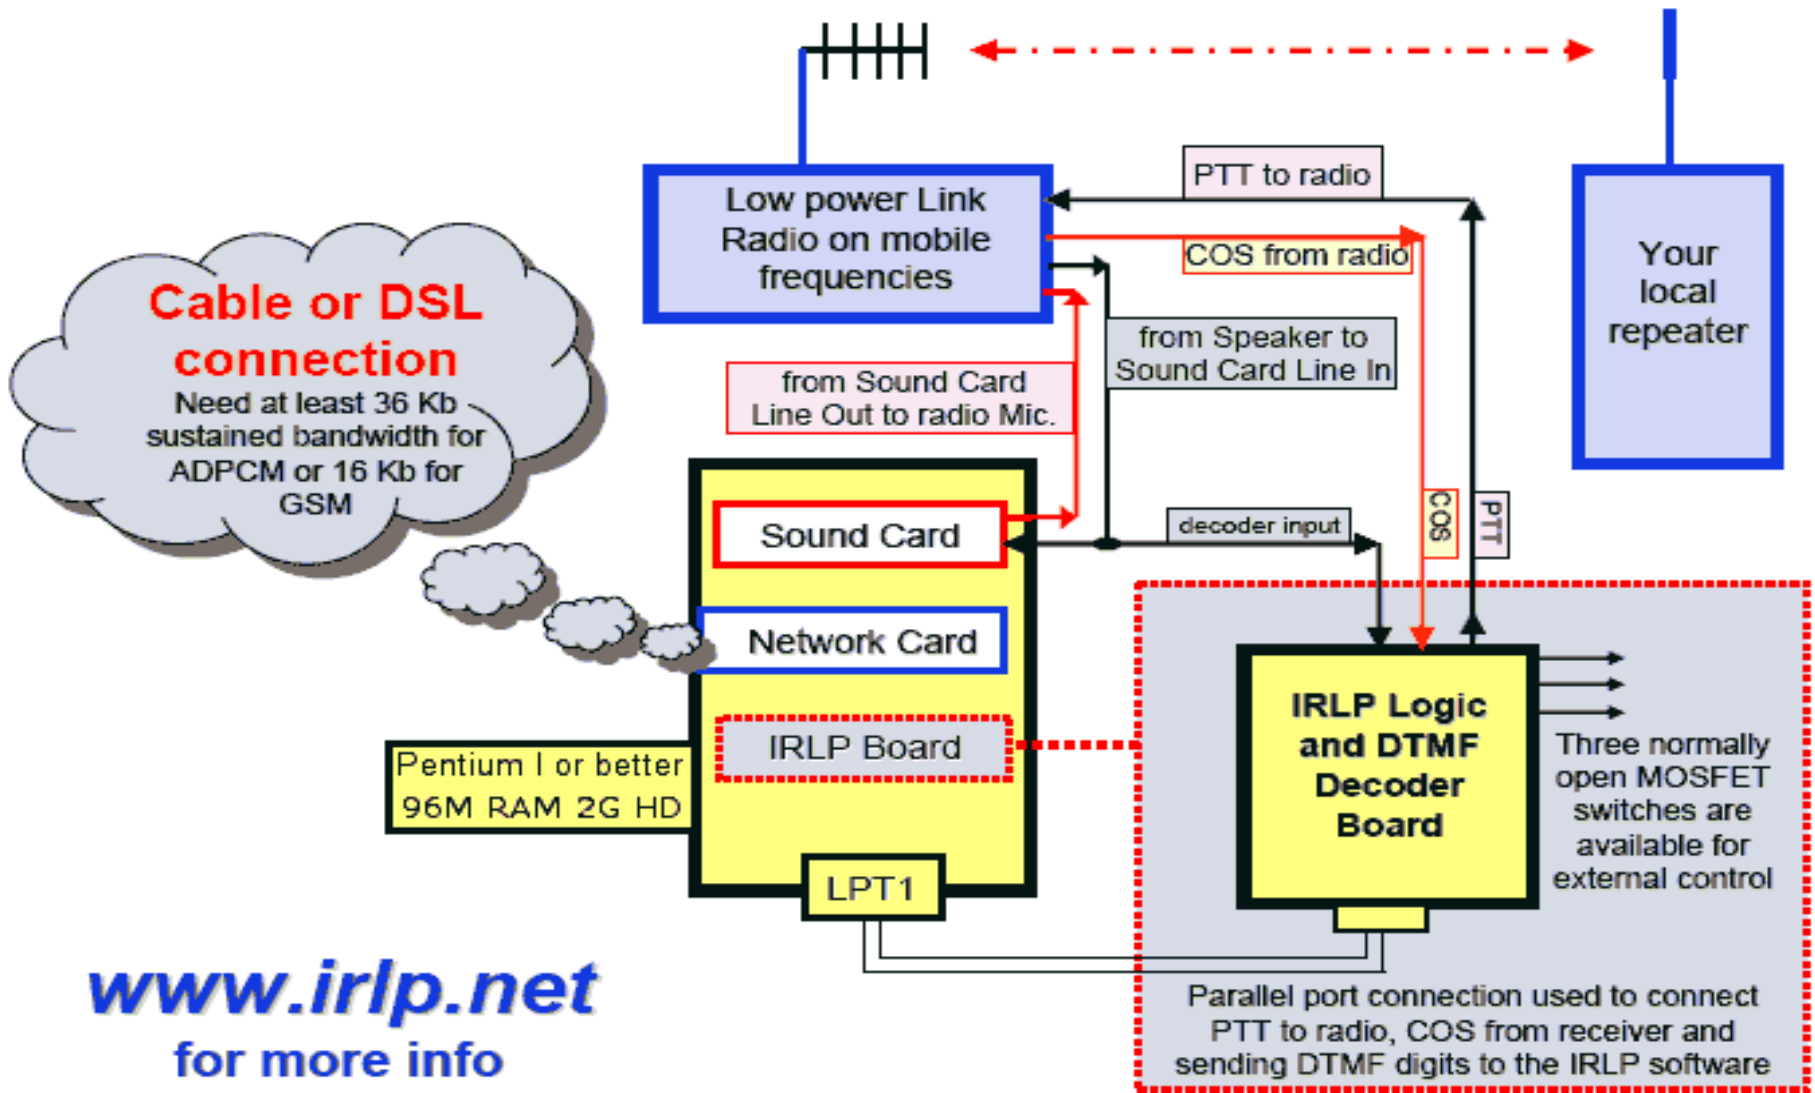 Low power Link
Radio on mobile
frequencies
PTT to radio
COS from radio
Your
local
repeater
Cable or DSL
connection
Need at least 36 Kb
sustained bandwidth for
ADPCM or 16 Kb for
GSM
from Speaker to
Sound Card Line In
from Sound Card
Line Out to radio Mic.
Sound Card
decoder input
COS
PTT
Network Card
IRLP Board
Pentium I or better
96M RAM 2G HD
LPT1
IRLP Logic
and DTMF
Decoder
Board
Three normally
open MOSFET
switches are
available for
external control
Parallel port connection used to connect
PTT to radio, COS from receiver and
sending DTMF digits to the IRLP software
www.irlp.net
for more info